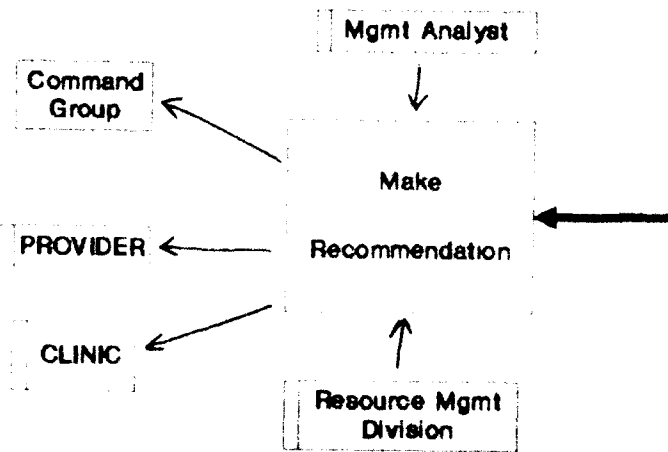 Mgmt Analyst
Command
Group
Make
Recommendation
PROVIDER
CLINIC
Resource Mgmt
Division